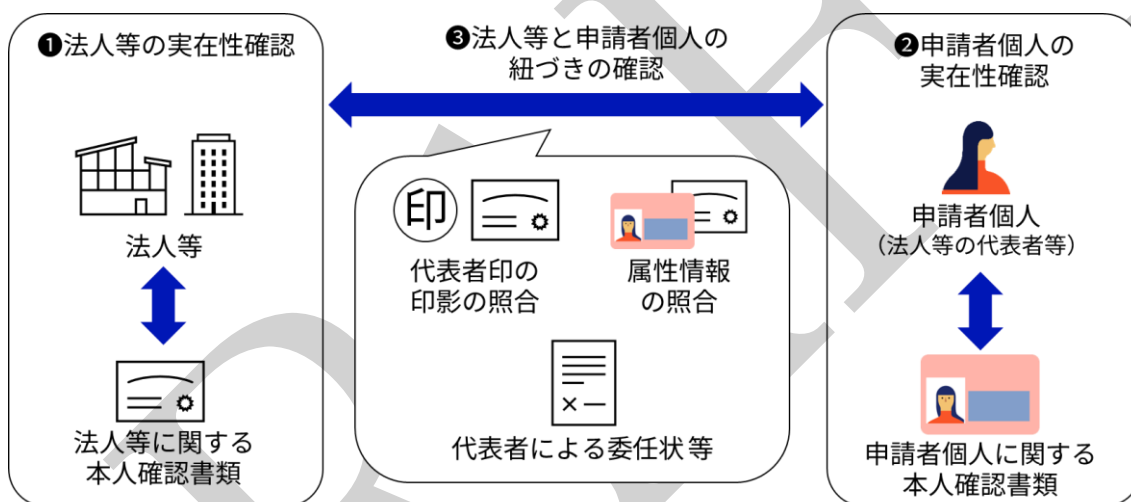 ❶法人等の実在性確認
法人等
法人等に関する
本人確認書類
❸法人等と申請者個人の
紐づきの確認
印
代表者印の
印影の照合
属性情報
の照合
代表者による委任状等
❷申請者個人の
実在性確認
申請者個人
（法人等の代表者等）
申請者個人に関する
本人確認書類